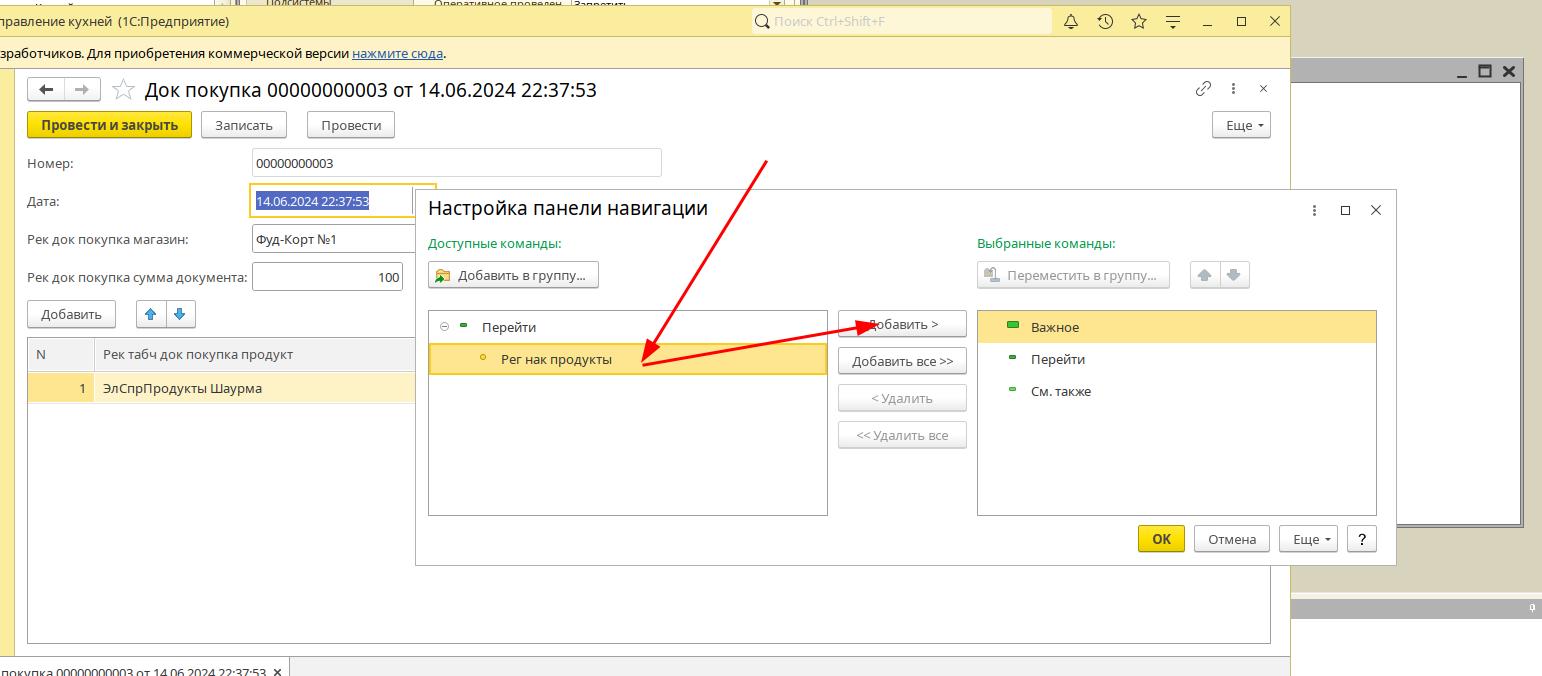 Оперативное проведен
правление кухней (1С:Предприятие)
Поиск Ctrl+Shift+F
зработчиков. Для приобретения коммерческой версии нажмите сюда.
Док покупка 00000000003 от 14.06.2024 22:37:53
Провести и закрыть Записать Провести Еще
Номер: 00000000003
Дата: 14.06.2024 22:37:53
Рек док покупка магазин: Фуд-Корт №1
Рек док покупка сумма документа: 100
Добавить
N Рек табч док покупка продукт
1 ЭлСпрПродукты Шаурма
Настройка панели навигации
Доступные команды: Выбранные команды:
Добавить в группу... Переместить в группу...
Перейти
Рег нак продукты
Добавить >
Добавить все >>
< Удалить
<< Удалить все
Важное
Перейти
См. также
ОК Отмена Еще ?
покупка 00000000003 от 14.06.2024 22:37:53